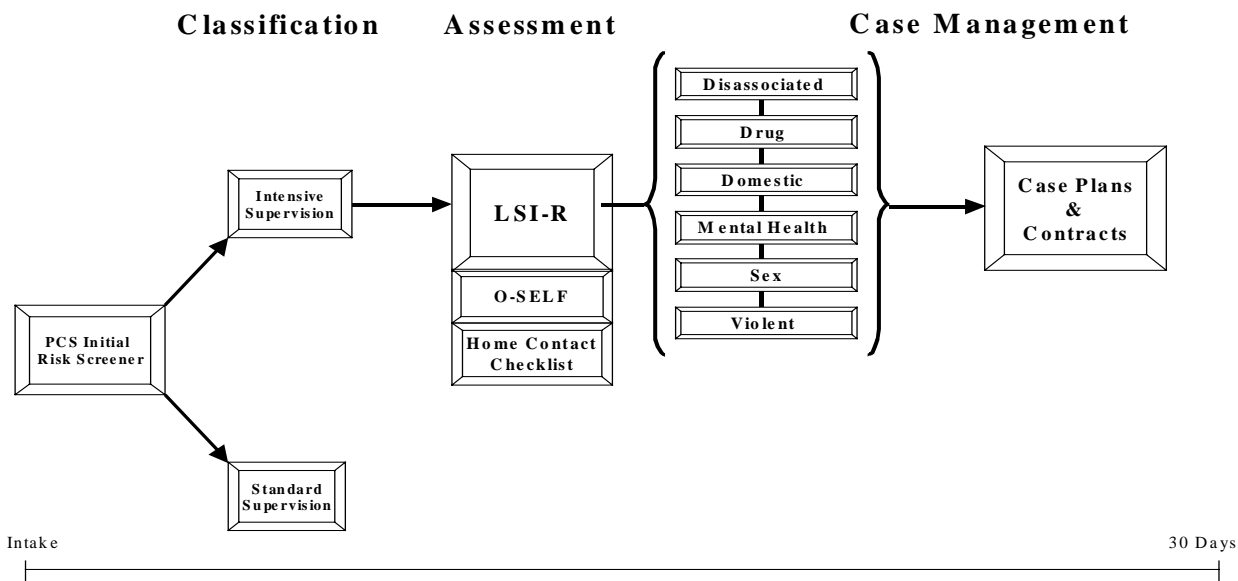 Classification
Assessment
Case Management
PCS Initial
Risk Screener
Intensive
Supervision
Standard
Supervision
LSI-R
O-SELF
Home Contact
Checklist
Disassociated
Drug
Domestic
Mental Health
Sex
Violent
Case Plans
&
Contracts
Intake
30 Days